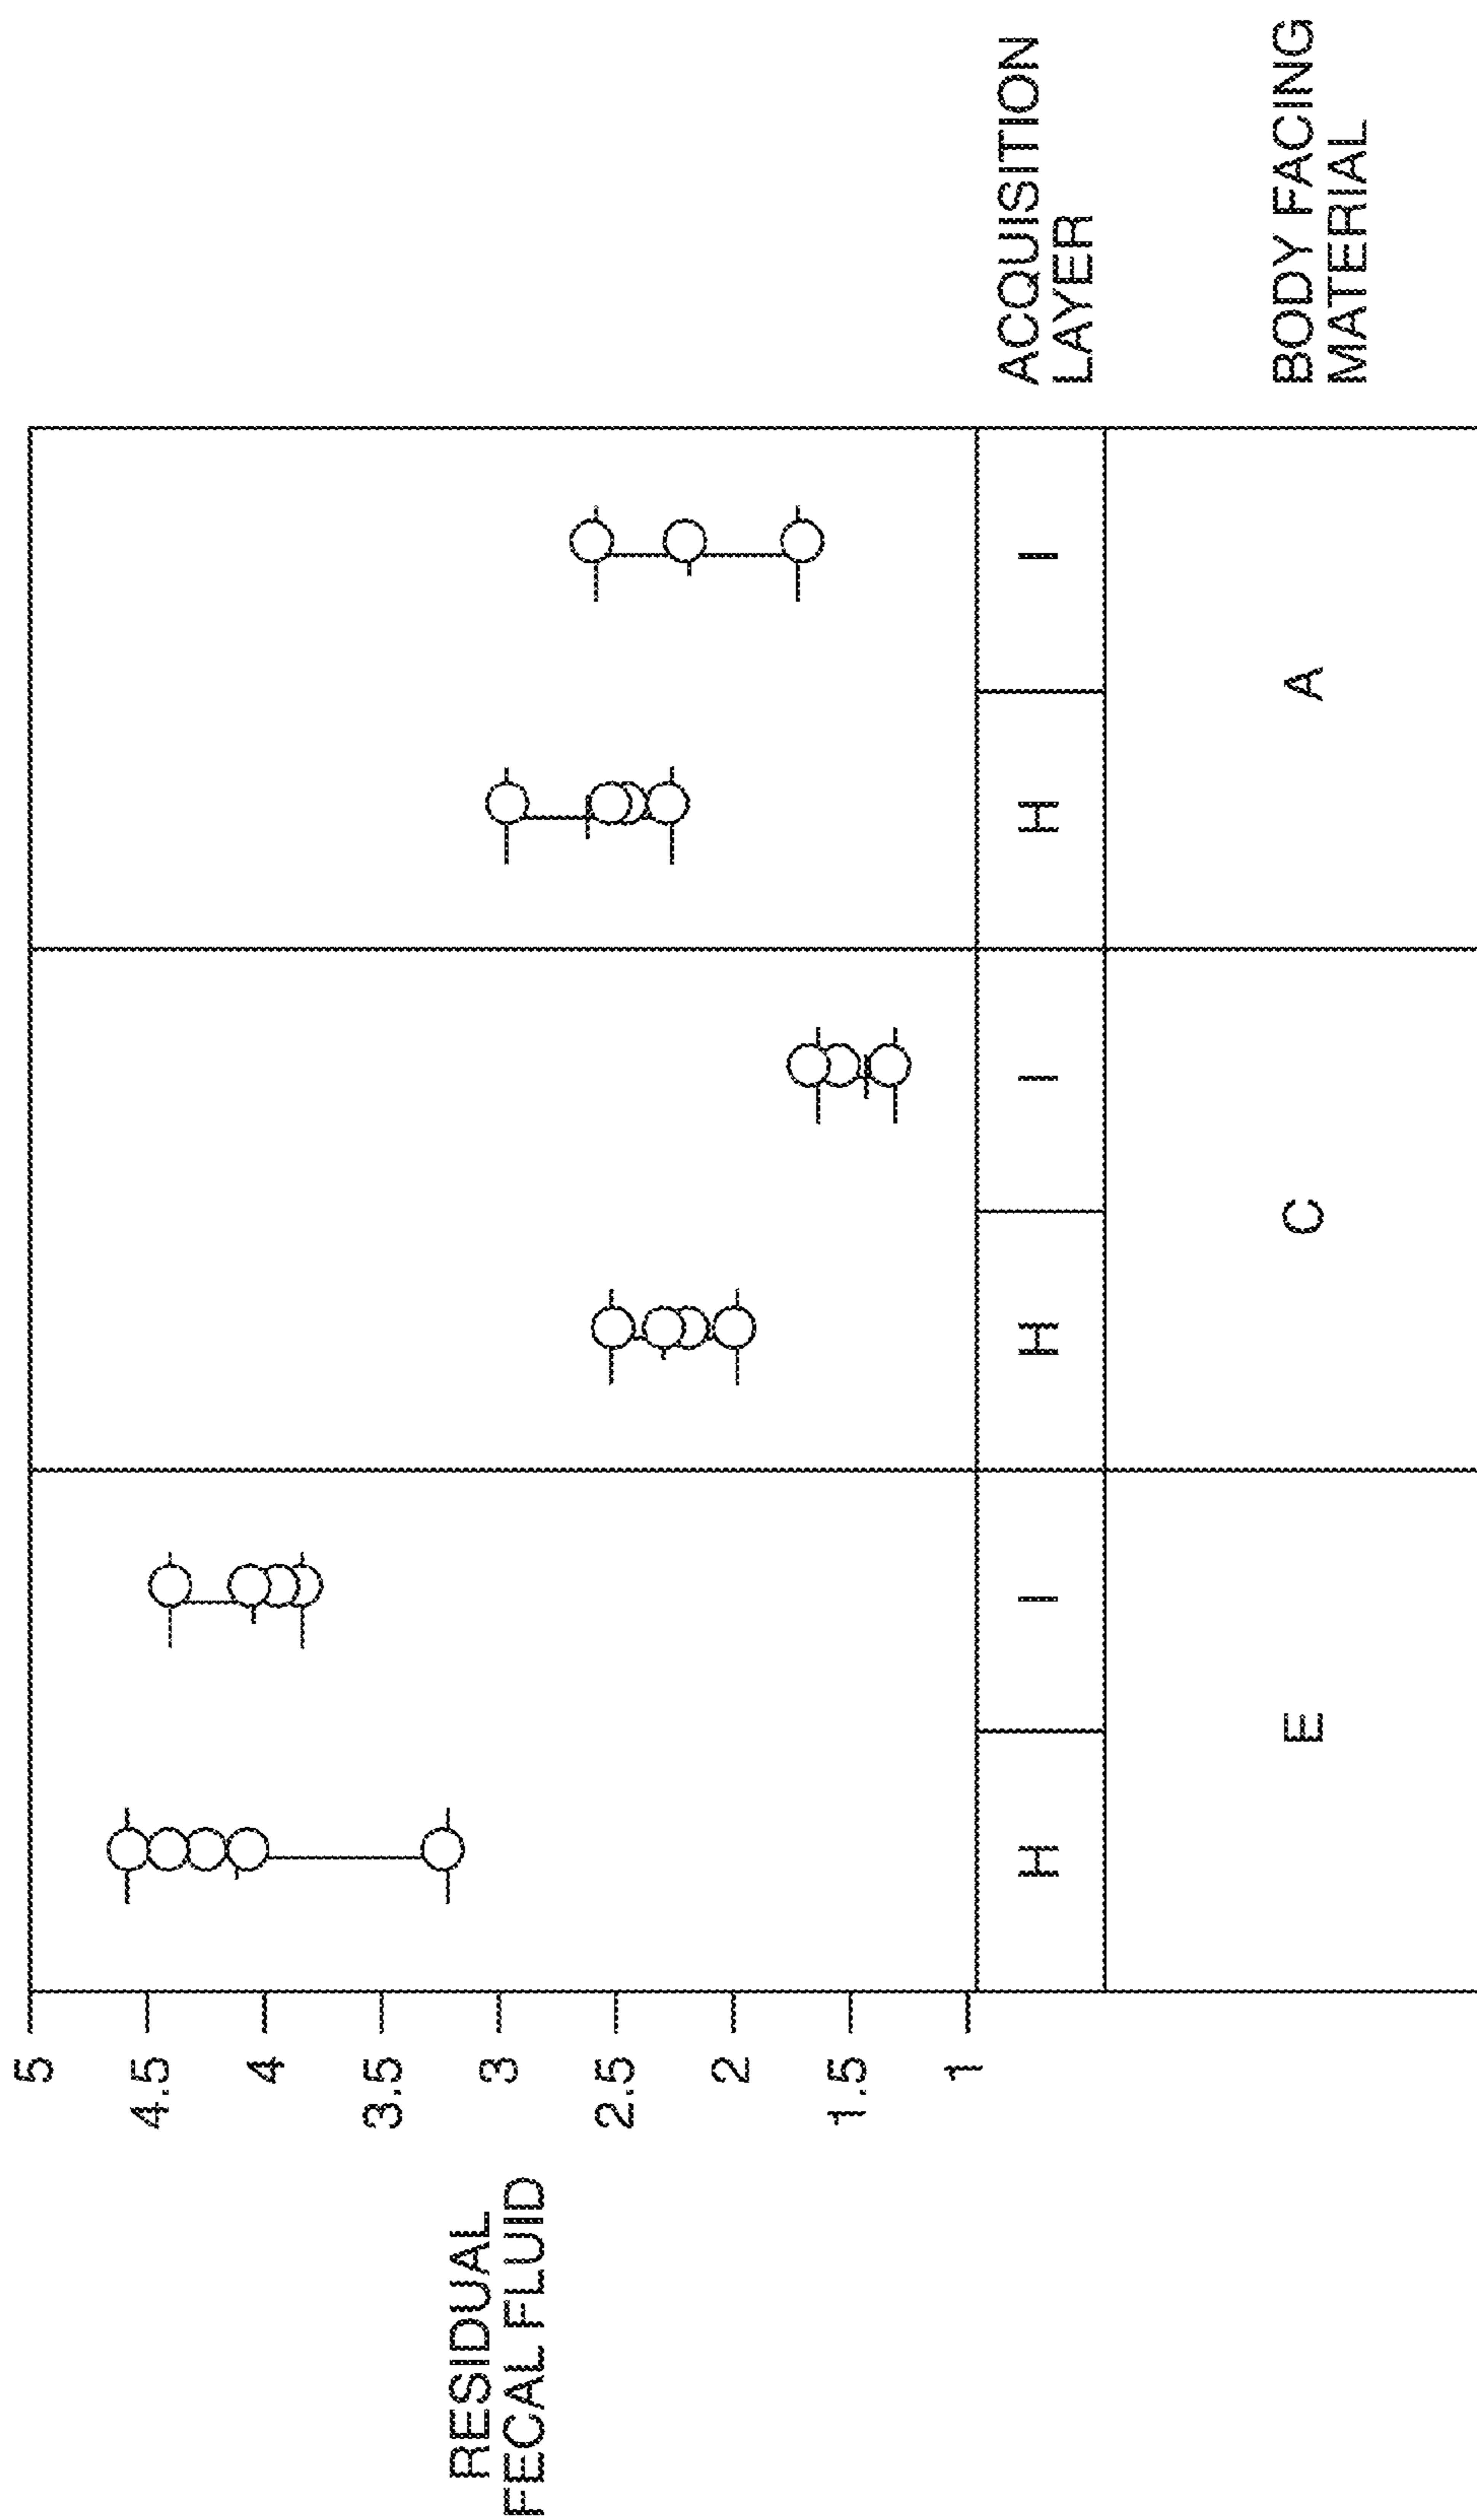 RESIDUAL
FECAL FLUID
5
4.5
4
3.5
3
2.5
2
1.5
1
H
I
H
I
H
I
ACQUISITION
LAYER
E
C
A
BODY FACING
MATERIAL